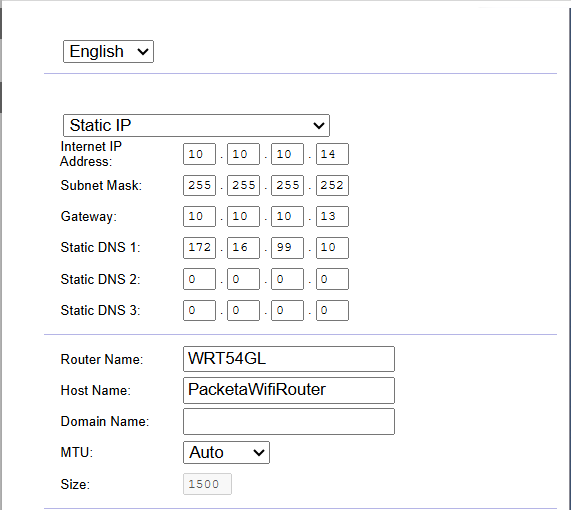 English
Static IP
Internet IP
Address: 10 . 10 . 10 . 14
Subnet Mask: 255 . 255 . 255 . 252
Gateway: 10 . 10 . 10 . 13
Static DNS 1: 172 . 16 . 99 . 10
Static DNS 2: 0 . 0 . 0 . 0
Static DNS 3: 0 . 0 . 0 . 0
Router Name: WRT54GL
Host Name: PacketaWifiRouter
Domain Name:
MTU: Auto
Size: 1500